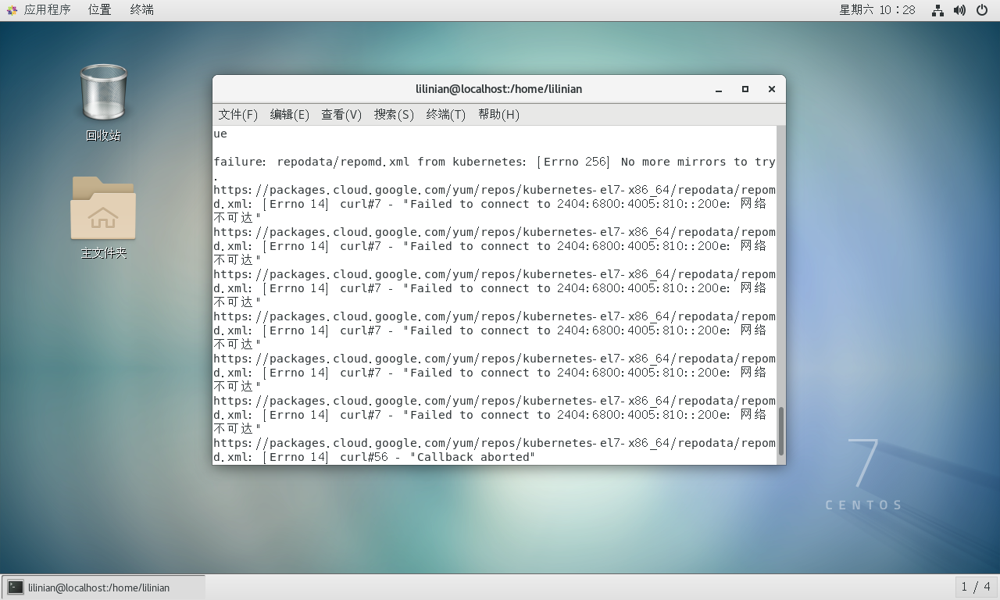 应用程序 位置 终端 星期六 10：28
回收站
主文件夹
lilinian@localhost:/home/lilinian
文件(F) 编辑(E) 查看(V) 搜索(S) 终端(T) 帮助(H)
ue
failure: repodata/repomd.xml from kubernetes: [Errno 256] No more mirrors to try
.
https://packages.cloud.google.com/yum/repos/kubernetes-el7-x86_64/repodata/repom
d.xml: [Errno 14] curl#7 - "Failed to connect to 2404:6800:4005:810::200e: 网络
不可达"
https://packages.cloud.google.com/yum/repos/kubernetes-el7-x86_64/repodata/repom
d.xml: [Errno 14] curl#7 - "Failed to connect to 2404:6800:4005:810::200e: 网络
不可达"
https://packages.cloud.google.com/yum/repos/kubernetes-el7-x86_64/repodata/repom
d.xml: [Errno 14] curl#7 - "Failed to connect to 2404:6800:4005:810::200e: 网络
不可达"
https://packages.cloud.google.com/yum/repos/kubernetes-el7-x86_64/repodata/repom
d.xml: [Errno 14] curl#7 - "Failed to connect to 2404:6800:4005:810::200e: 网络
不可达"
https://packages.cloud.google.com/yum/repos/kubernetes-el7-x86_64/repodata/repom
d.xml: [Errno 14] curl#7 - "Failed to connect to 2404:6800:4005:810::200e: 网络
不可达"
https://packages.cloud.google.com/yum/repos/kubernetes-el7-x86_64/repodata/repom
d.xml: [Errno 14] curl#7 - "Failed to connect to 2404:6800:4005:810::200e: 网络
不可达"
https://packages.cloud.google.com/yum/repos/kubernetes-el7-x86_64/repodata/repom
d.xml: [Errno 14] curl#56 - "Callback aborted"
7
CENTOS
lilinian@localhost:/home/lilinian 1 / 4